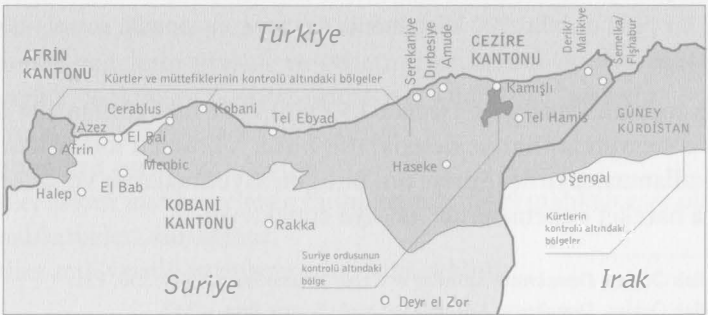 Türkiye
AFRİN
KANTONU
Kürtler ve müttefiklerinin kontrolü altındaki bölgeler
Serekaniye
Dırbesiye
Amude
CEZİRE
KANTONU
Derik/
Malikiye
Semelka/
Fişhabur
Cerablus
Kobani
Tel Ebyad
Kamışlı
Tel Hamis
GÜNEY
KÜRDİSTAN
Azez
El Bai
Afrin
Menbic
Haseke
Şengal
Halep
El Bab
KOBANİ
KANTONU
Rakka
Kürtlerin
kontrolü altındaki
bölgeler
Suriye ordusunun
kontrolü altındaki
bölge
Suriye
Irak
Deyr el Zor